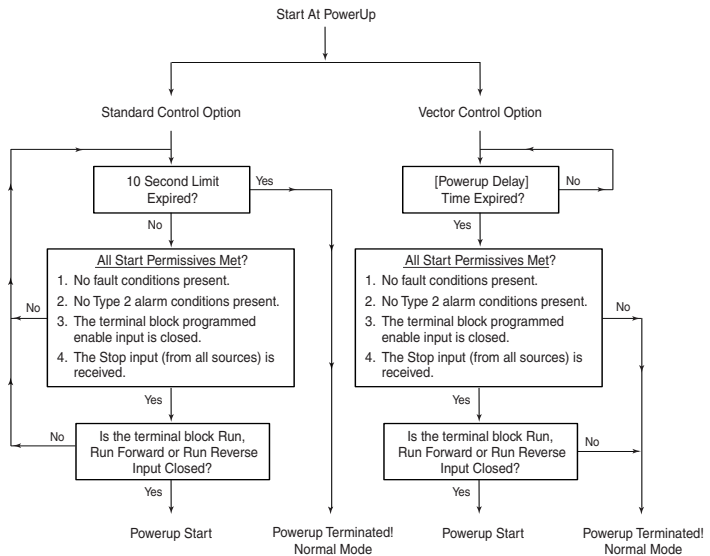 Start At PowerUp
Standard Control Option
Vector Control Option
10 Second Limit
Expired?
Yes
No
All Start Permissives Met?
1. No fault conditions present.
2. No Type 2 alarm conditions present.
3. The terminal block programmed
enable input is closed.
4. The Stop input (from all sources) is
received.
No
Yes
Is the terminal block Run,
Run Forward or Run Reverse
Input Closed?
No
Yes
Powerup Start
Powerup Terminated!
Normal Mode
[Powerup Delay]
Time Expired?
No
Yes
All Start Permissives Met?
1. No fault conditions present.
2. No Type 2 alarm conditions present.
3. The terminal block programmed
enable input is closed.
4. The Stop input (from all sources) is
received.
No
Yes
Is the terminal block Run,
Run Forward or Run Reverse
Input Closed?
No
Yes
Powerup Start
Powerup Terminated!
Normal Mode